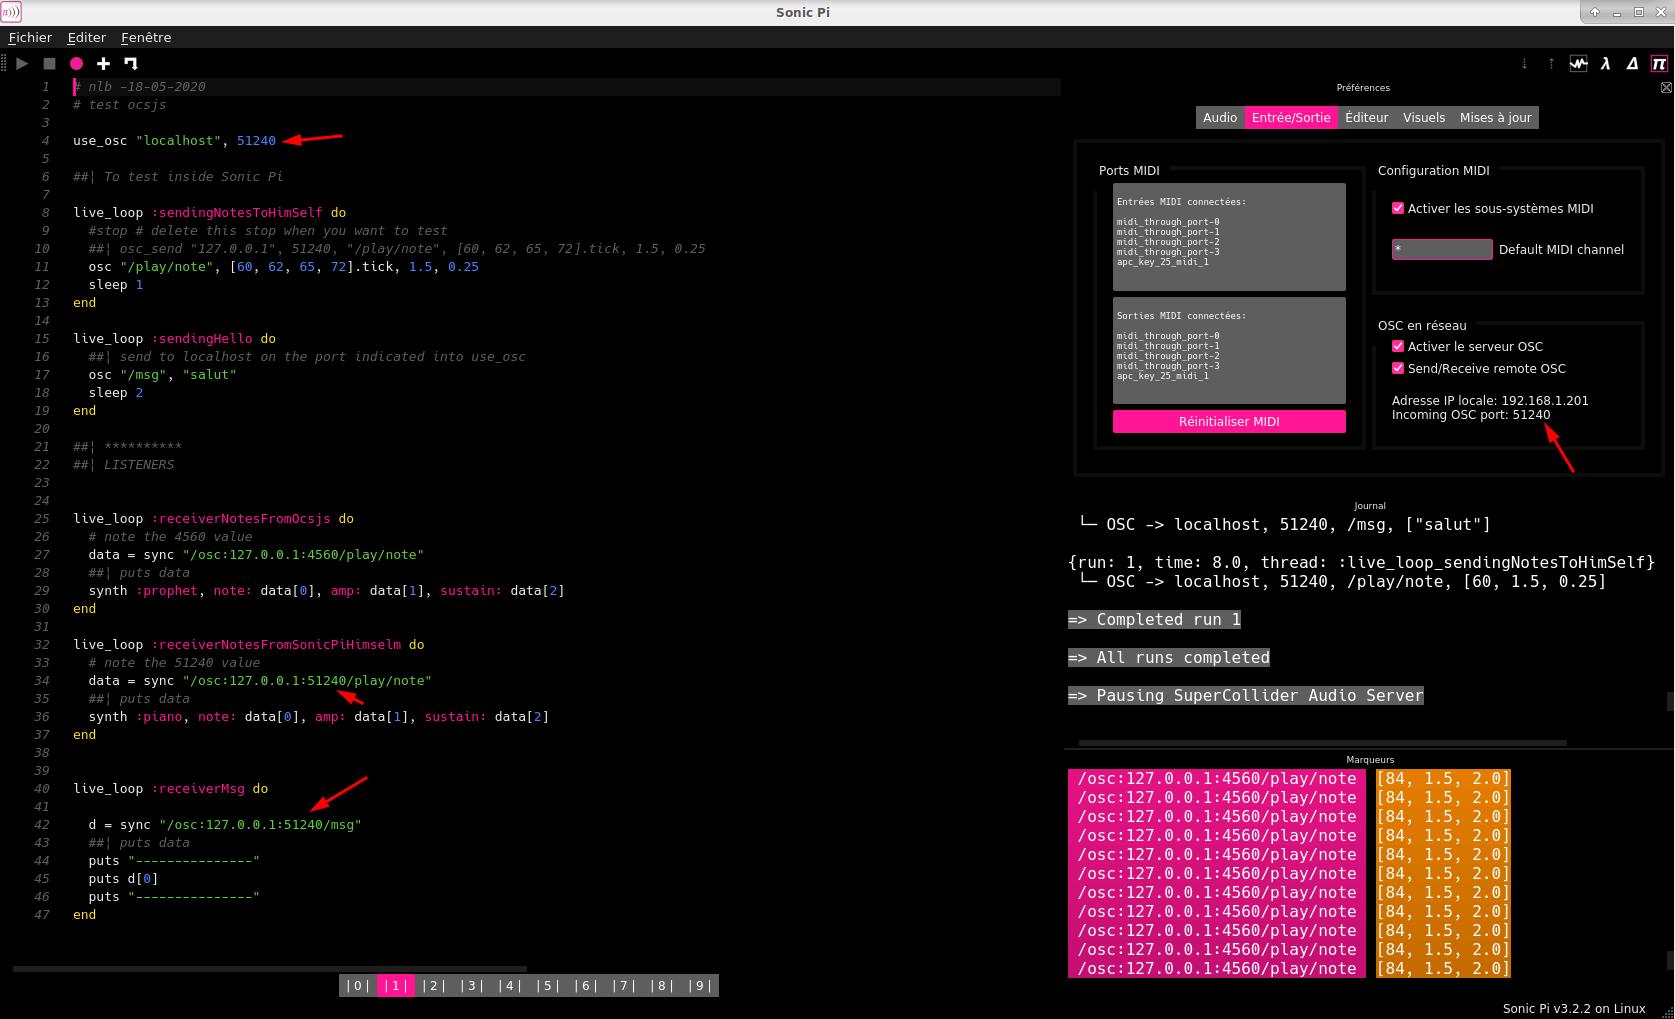 Sonic Pi
Fichier Editer Fenêtre
1 # nlb -18-05-2020
2 # test ocsjs
3
4 use_osc "localhost", 51240
5
6 ##| To test inside Sonic Pi
7
8 live_loop :sendingNotesToHimSelf do
9 #stop # delete this stop when you want to test
10 ##| osc_send "127.0.0.1", 51240, "/play/note", [60, 62, 65, 72].tick, 1.5, 0.25
11 osc "/play/note", [60, 62, 65, 72].tick, 1.5, 0.25
12 sleep 1
13 end
14
15 live_loop :sendingHello do
16 ##| send to localhost on the port indicated into use_osc
17 osc "/msg", "salut"
18 sleep 2
19 end
20
21 ##| **********
22 ##| LISTENERS
23
24
25 live_loop :receiverNotesFromOcsjs do
26 # note the 4560 value
27 data = sync "/osc:127.0.0.1:4560/play/note"
28 ##| puts data
29 synth :prophet, note: data[0], amp: data[1], sustain: data[2]
30 end
31
32 live_loop :receiverNotesFromSonicPiHimselm do
33 # note the 51240 value
34 data = sync "/osc:127.0.0.1:51240/play/note"
35 ##| puts data
36 synth :piano, note: data[0], amp: data[1], sustain: data[2]
37 end
38
39
40 live_loop :receiverMsg do
41
42 d = sync "/osc:127.0.0.1:51240/msg"
43 ##| puts data
44 puts "---------------"
45 puts d[0]
46 puts "---------------"
47 end
|0| |1| |2| |3| |4| |5| |6| |7| |8| |9|
Préférences
Audio Entrée/Sortie Éditeur Visuels Mises à jour
Ports MIDI
Entrées MIDI connectées:
midi_through_port-0
midi_through_port-1
midi_through_port-2
midi_through_port-3
apc_key_25_midi_1
Sorties MIDI connectées:
midi_through_port-0
midi_through_port-1
midi_through_port-2
midi_through_port-3
apc_key_25_midi_1
Réinitialiser MIDI
Configuration MIDI
Activer les sous-systèmes MIDI
* Default MIDI channel
OSC en réseau
Activer le serveur OSC
Send/Receive remote OSC
Adresse IP locale: 192.168.1.201
Incoming OSC port: 51240
Journal
└─ OSC -> localhost, 51240, /msg, ["salut"]
{run: 1, time: 8.0, thread: :live_loop_sendingNotesToHimSelf}
└─ OSC -> localhost, 51240, /play/note, [60, 1.5, 0.25]
=> Completed run 1
=> All runs completed
=> Pausing SuperCollider Audio Server
Marqueurs
/osc:127.0.0.1:4560/play/note [84, 1.5, 2.0]
/osc:127.0.0.1:4560/play/note [84, 1.5, 2.0]
/osc:127.0.0.1:4560/play/note [84, 1.5, 2.0]
/osc:127.0.0.1:4560/play/note [84, 1.5, 2.0]
/osc:127.0.0.1:4560/play/note [84, 1.5, 2.0]
/osc:127.0.0.1:4560/play/note [84, 1.5, 2.0]
/osc:127.0.0.1:4560/play/note [84, 1.5, 2.0]
/osc:127.0.0.1:4560/play/note [84, 1.5, 2.0]
/osc:127.0.0.1:4560/play/note [84, 1.5, 2.0]
/osc:127.0.0.1:4560/play/note [84, 1.5, 2.0]
/osc:127.0.0.1:4560/play/note [84, 1.5, 2.0]
Sonic Pi v3.2.2 on Linux